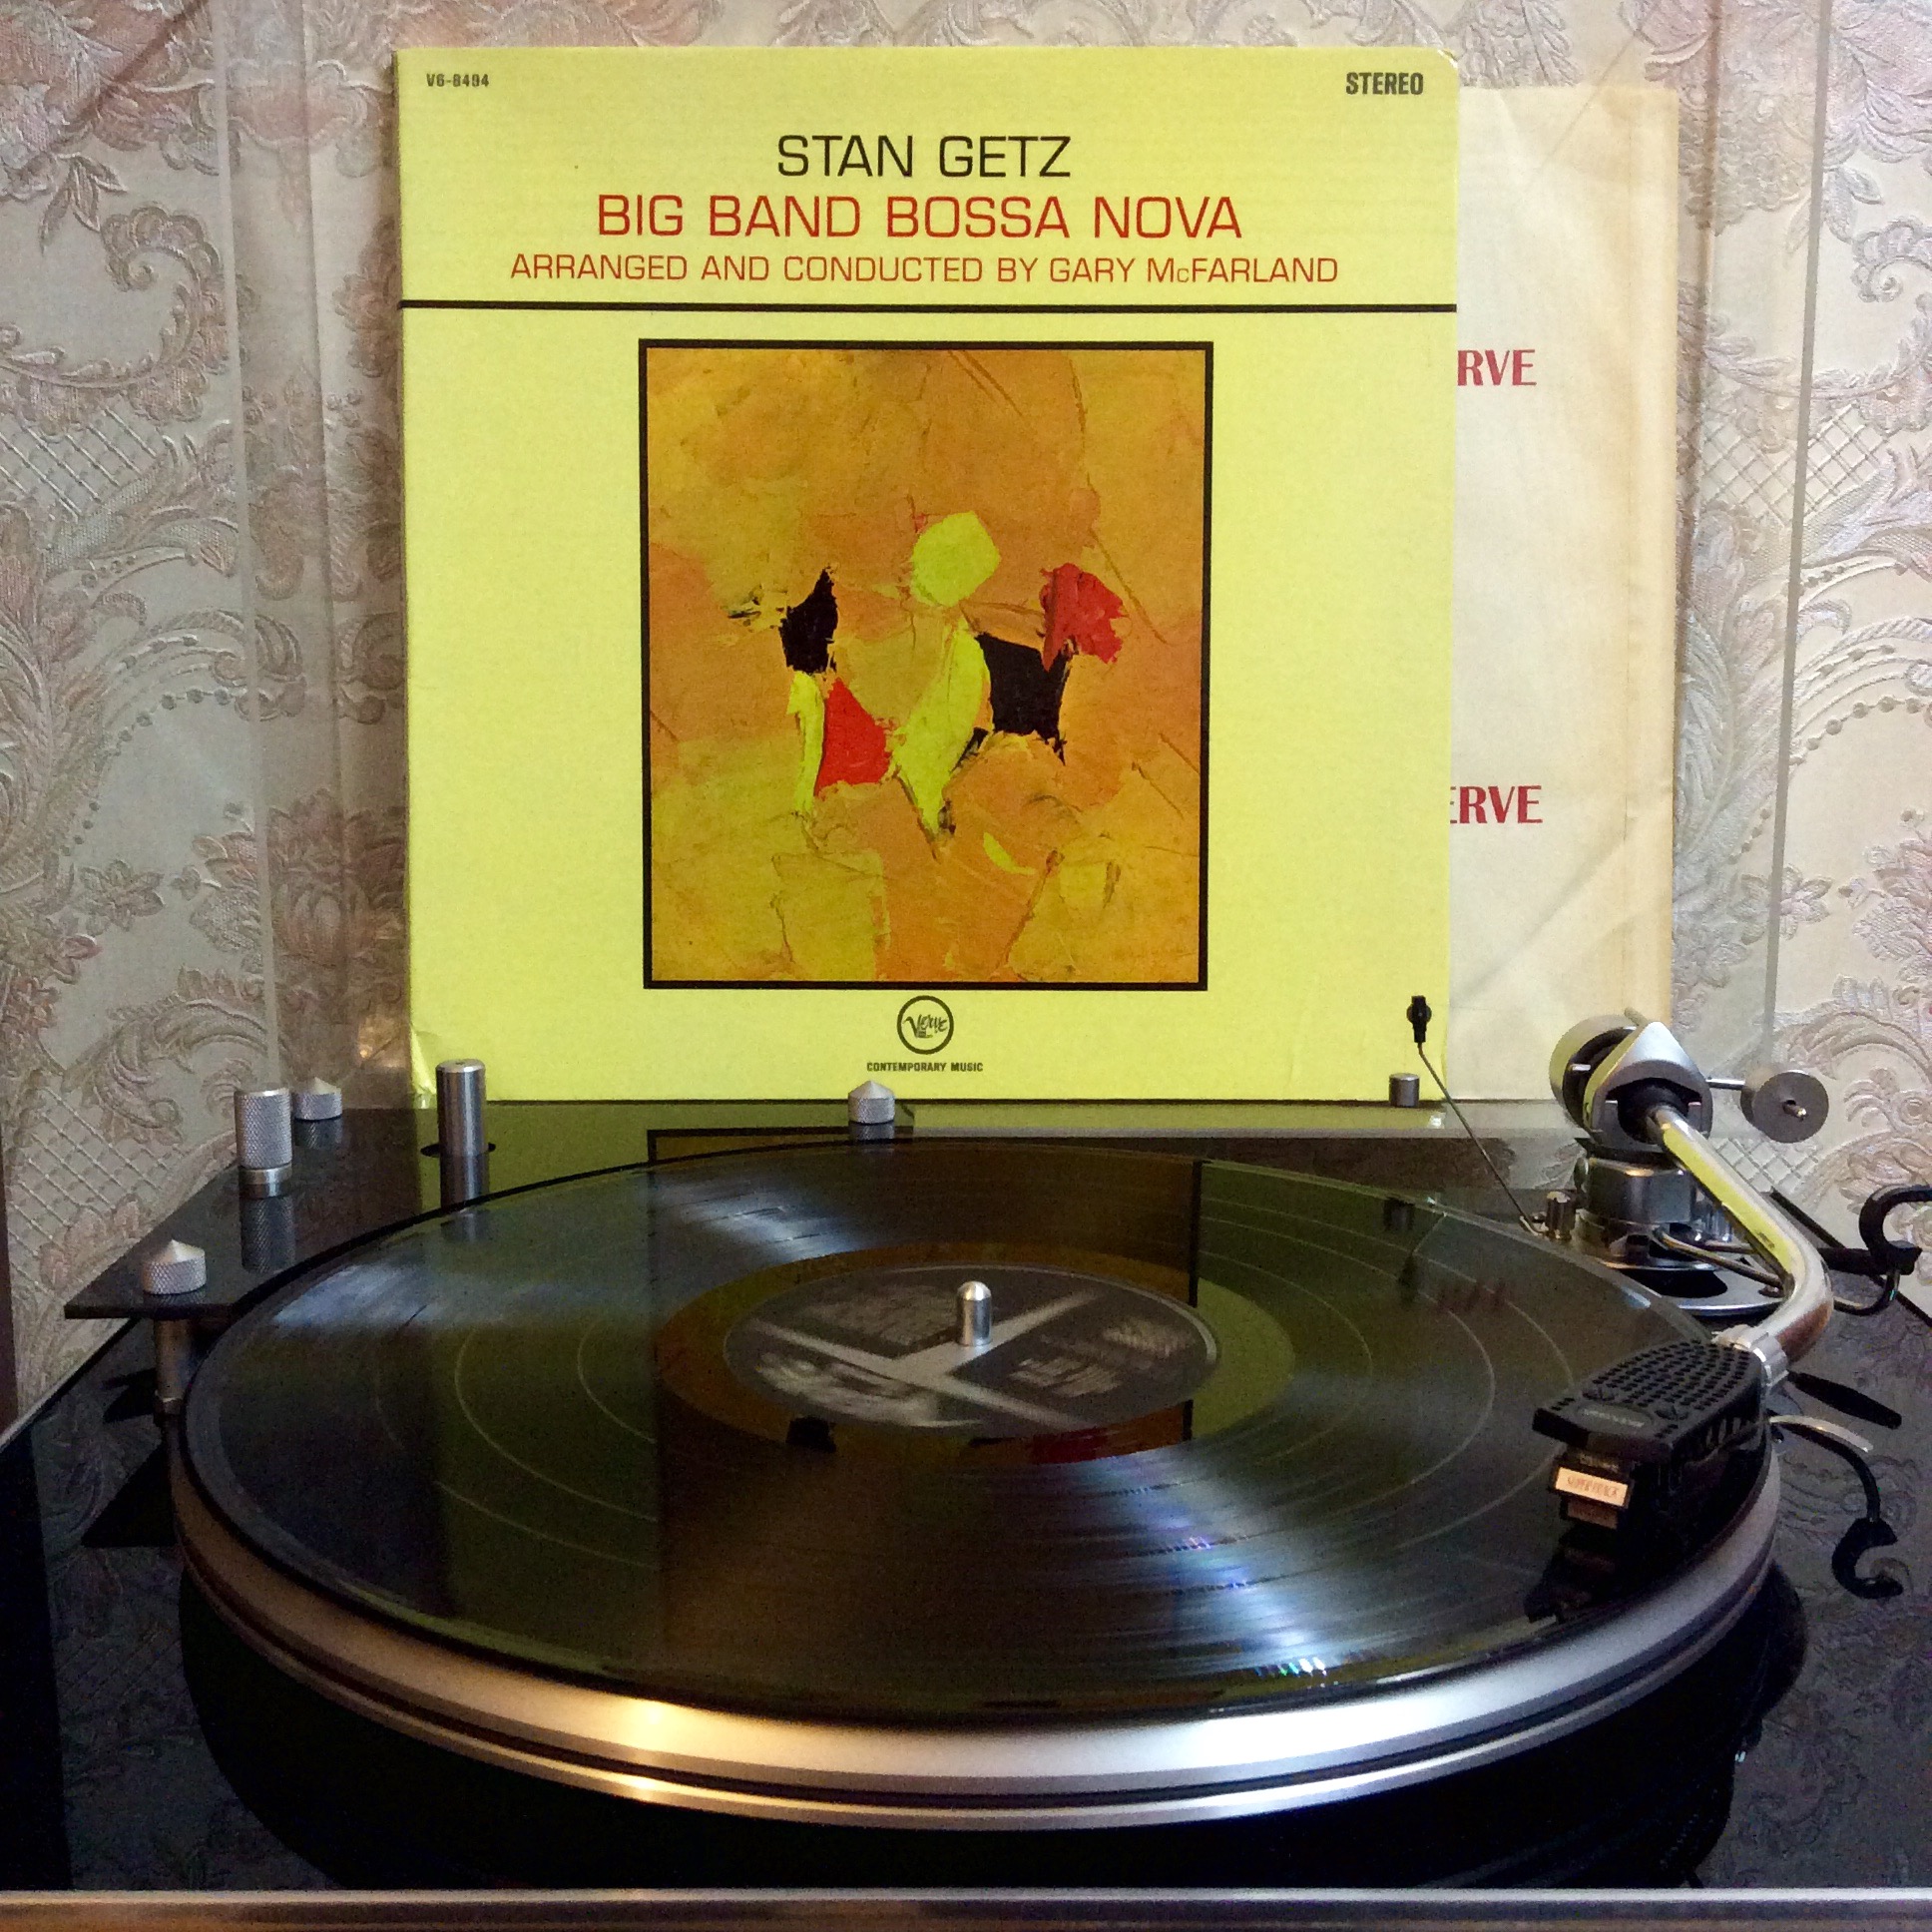 V6-8494
STEREO
STAN GETZ
BIG BAND BOSSA NOVA
ARRANGED AND CONDUCTED BY GARY McFARLAND
RVE
ERVE
Verve
CONTEMPORARY MUSIC